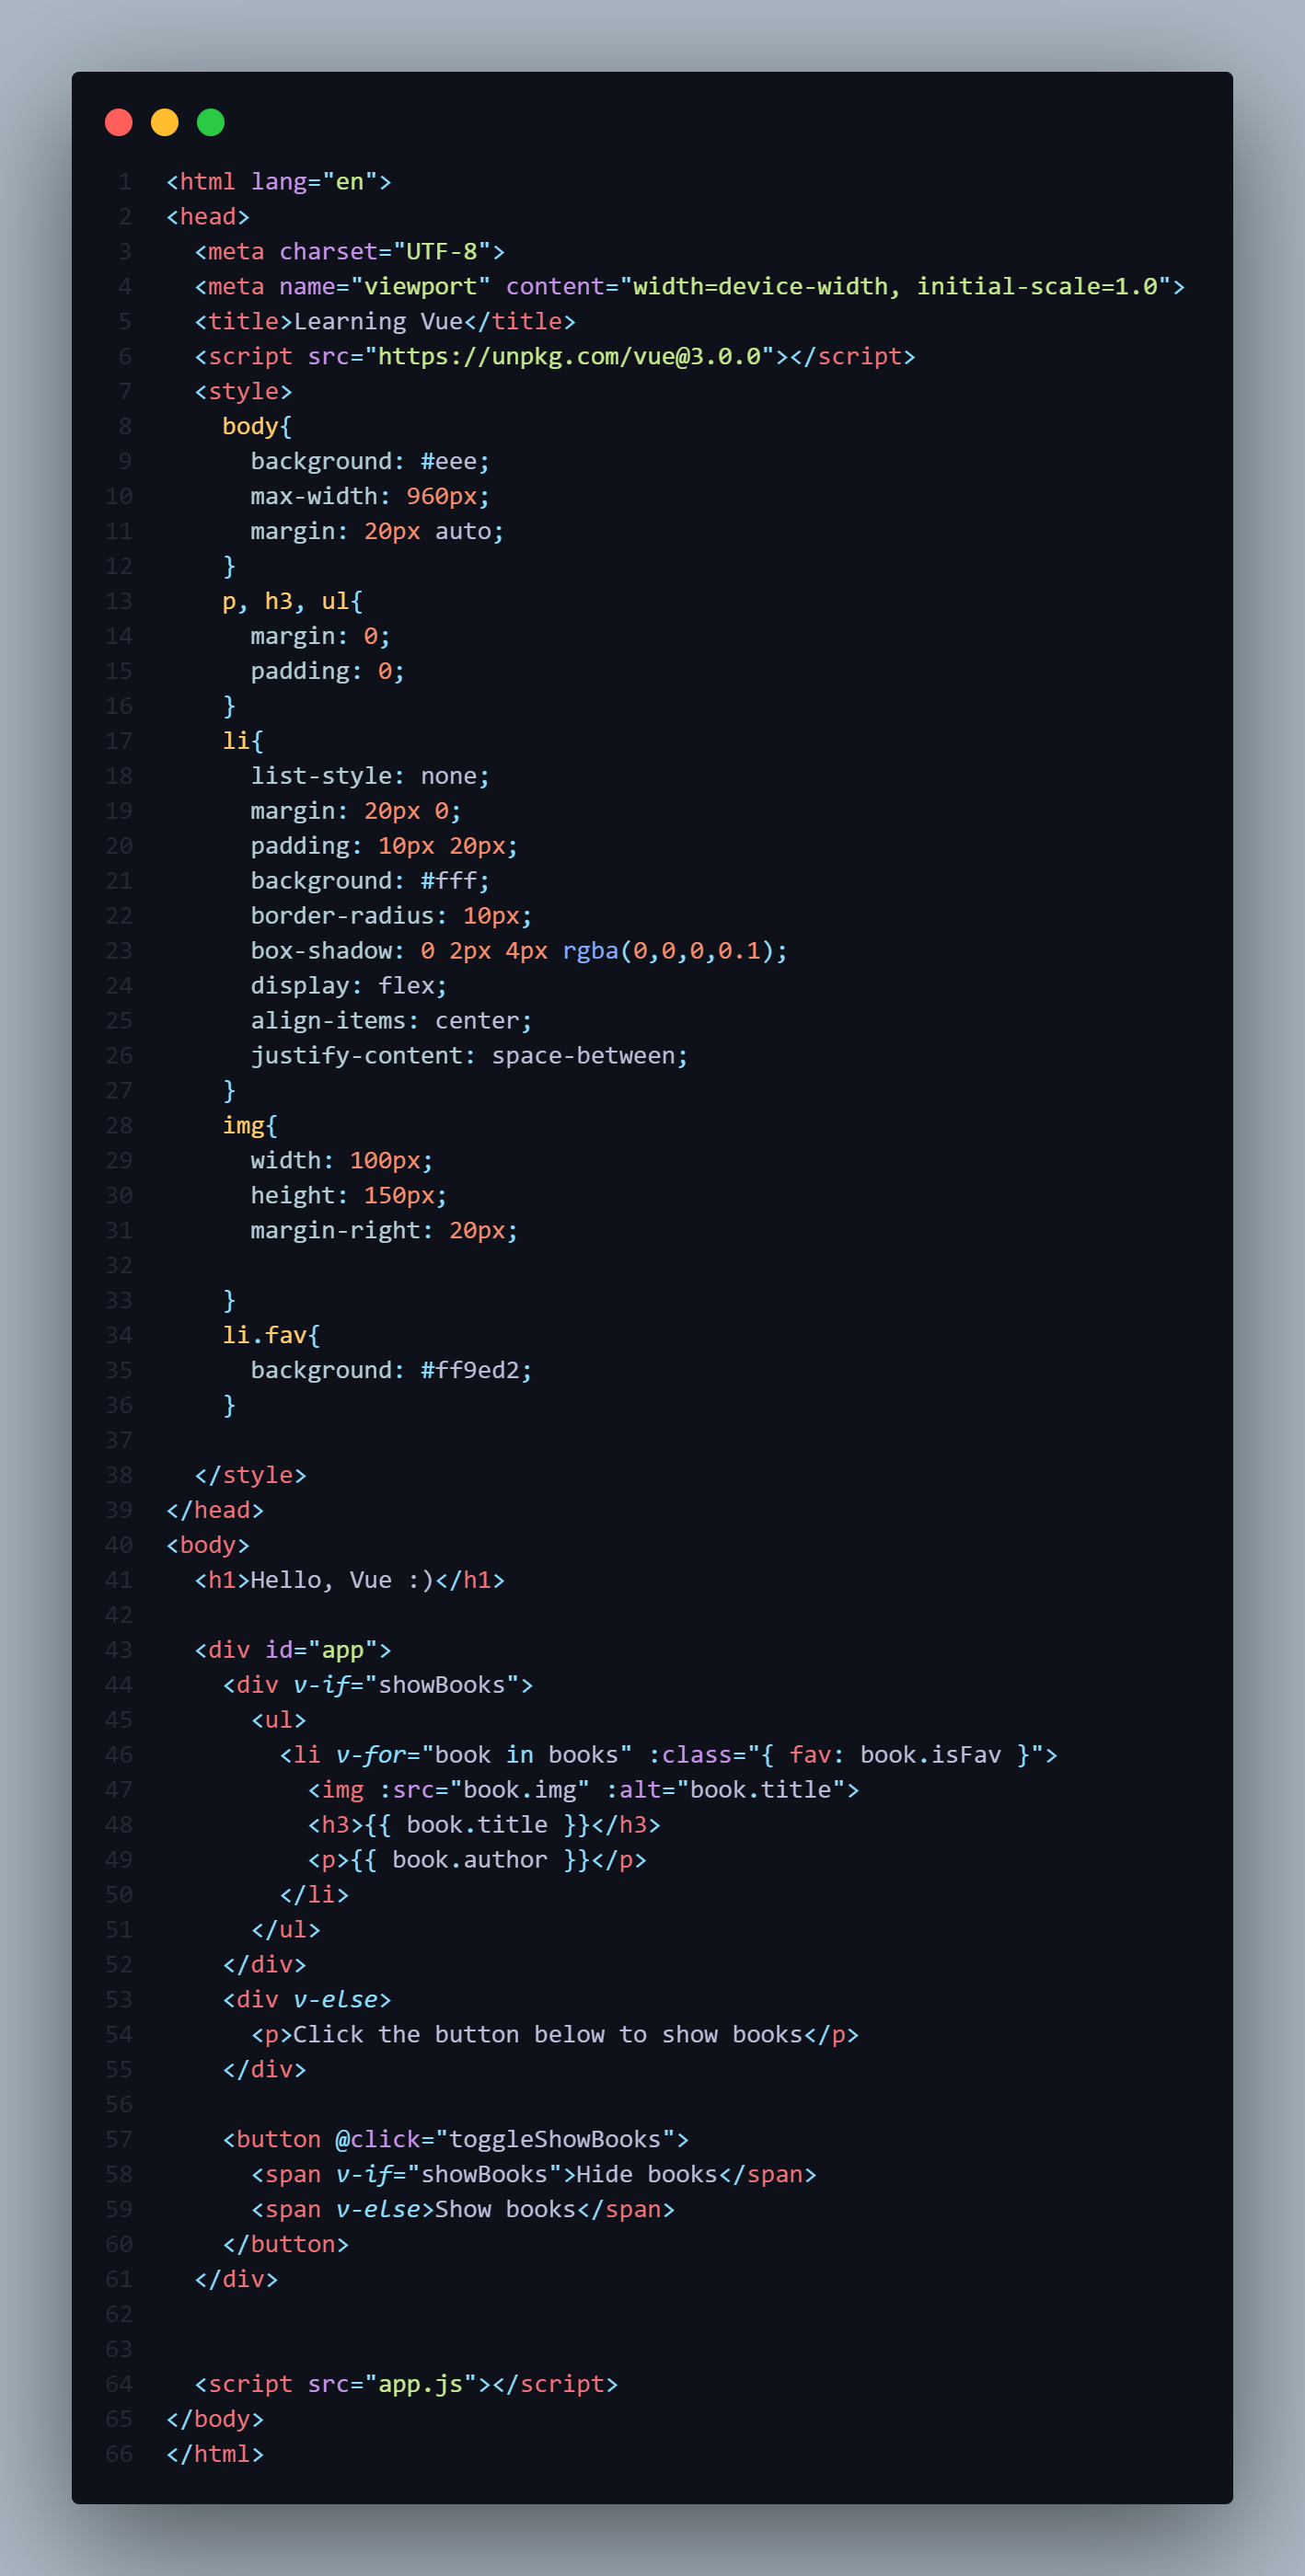 1 <html lang="en">
2 <head>
3   <meta charset="UTF-8">
4   <meta name="viewport" content="width=device-width, initial-scale=1.0">
5   <title>Learning Vue</title>
6   <script src="https://unpkg.com/vue@3.0.0"></script>
7   <style>
8     body{
9       background: #eee;
10       max-width: 960px;
11       margin: 20px auto;
12     }
13     p, h3, ul{
14       margin: 0;
15       padding: 0;
16     }
17     li{
18       list-style: none;
19       margin: 20px 0;
20       padding: 10px 20px;
21       background: #fff;
22       border-radius: 10px;
23       box-shadow: 0 2px 4px rgba(0,0,0,0.1);
24       display: flex;
25       align-items: center;
26       justify-content: space-between;
27     }
28     img{
29       width: 100px;
30       height: 150px;
31       margin-right: 20px;
32
33     }
34     li.fav{
35       background: #ff9ed2;
36     }
37
38   </style>
39 </head>
40 <body>
41   <h1>Hello, Vue :)</h1>
42
43   <div id="app">
44     <div v-if="showBooks">
45       <ul>
46         <li v-for="book in books" :class="{ fav: book.isFav }">
47           <img :src="book.img" :alt="book.title">
48           <h3>{{ book.title }}</h3>
49           <p>{{ book.author }}</p>
50         </li>
51       </ul>
52     </div>
53     <div v-else>
54       <p>Click the button below to show books</p>
55     </div>
56
57     <button @click="toggleShowBooks">
58       <span v-if="showBooks">Hide books</span>
59       <span v-else>Show books</span>
60     </button>
61   </div>
62
63
64   <script src="app.js"></script>
65 </body>
66 </html>